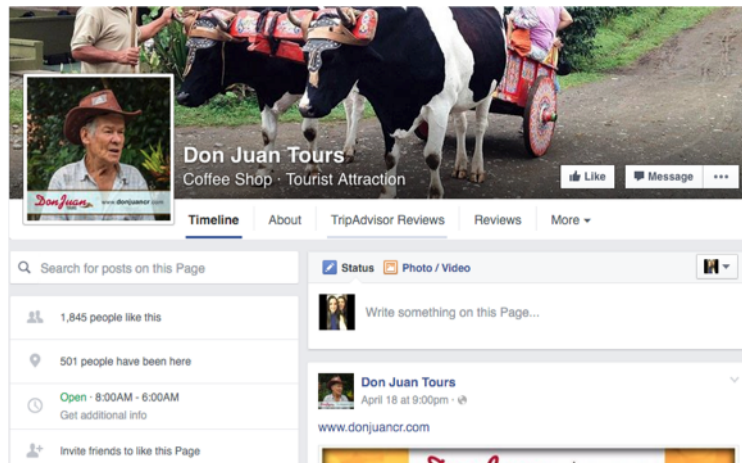 Don Juan Tours
Coffee Shop · Tourist Attraction
Like
Message
Don Juan
TOURS
www.donjuancr.com
Timeline
About
TripAdvisor Reviews
Reviews
More
Search for posts on this Page
1,845 people like this
501 people have been here
Open · 8:00AM - 6:00AM
Get additional info
Invite friends to like this Page
Status
Photo / Video
Write something on this Page...
Don Juan Tours
April 18 at 9:00pm ·
www.donjuancr.com